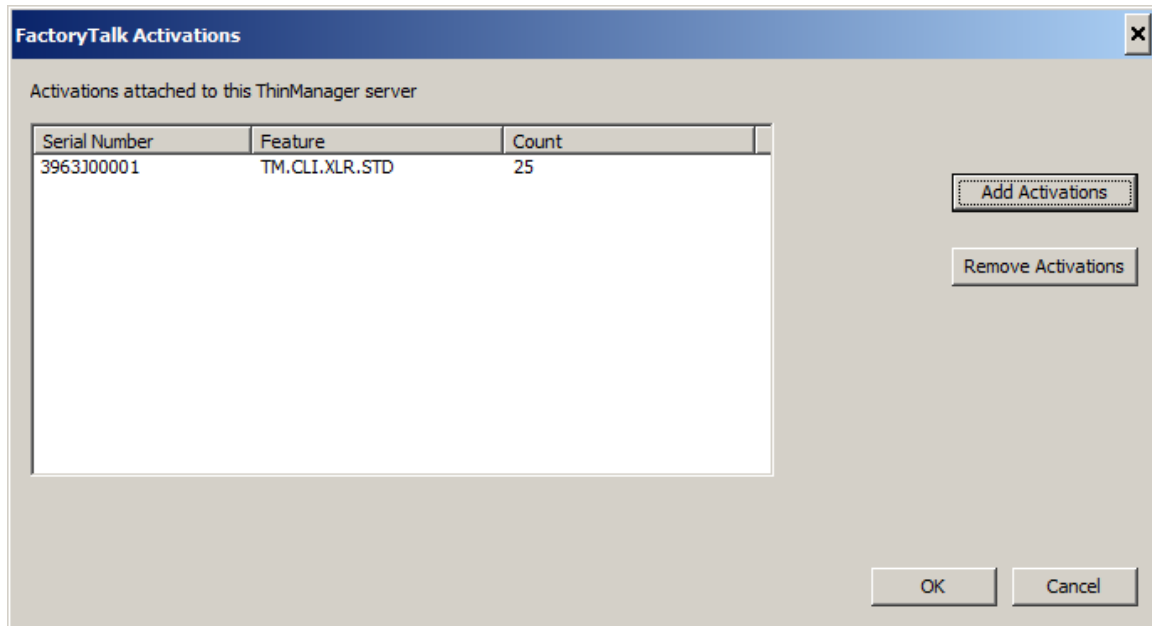 FactoryTalk Activations
Activations attached to this ThinManager server
Serial Number Feature Count
3963J00001 TM.CLI.XLR.STD 25
Add Activations
Remove Activations
OK Cancel